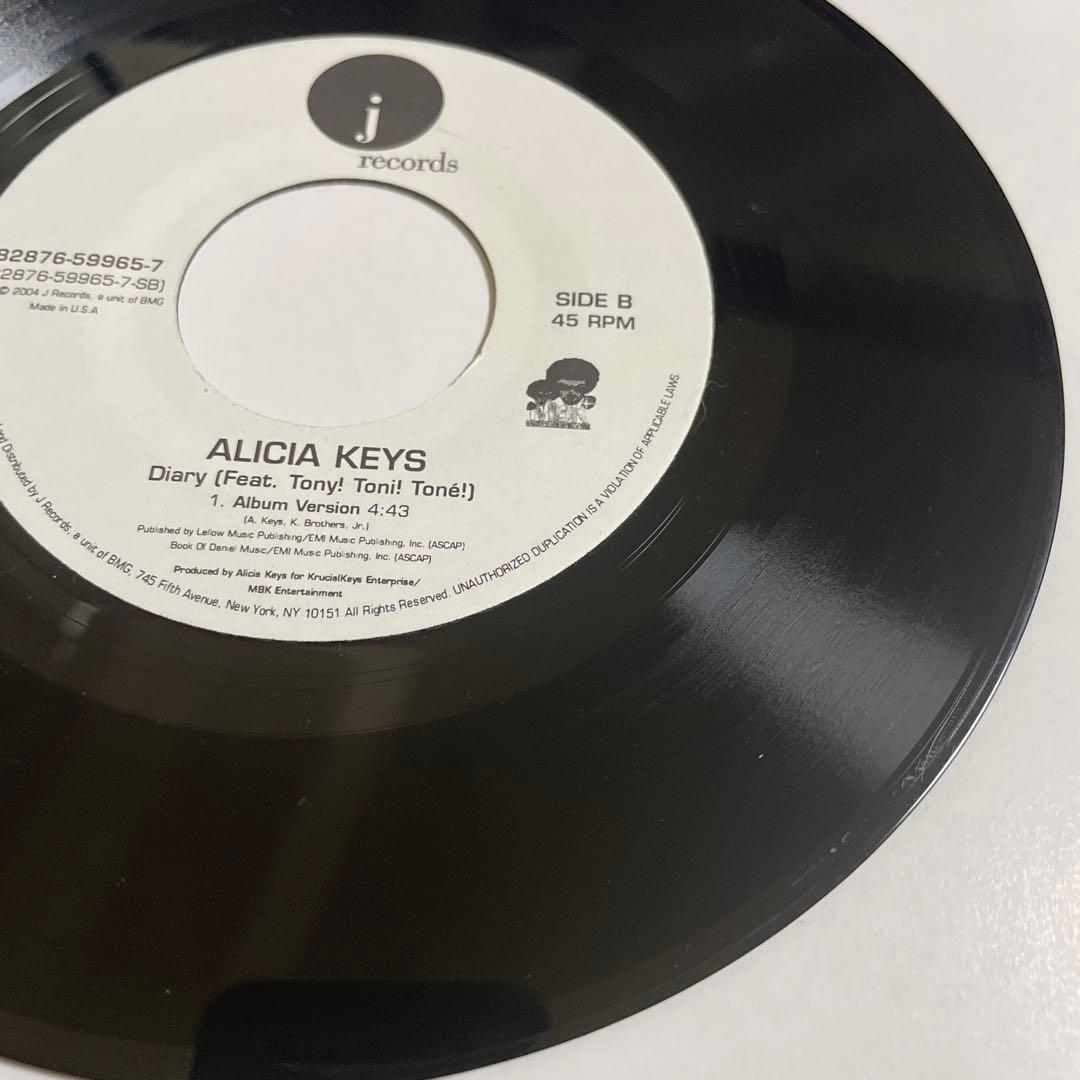 j
records
82876-59965-7
2876-59965-7-SB)
© 2004 J Records, a unit of BMG
Made in U.S.A
SIDE B
45 RPM
ALICIA KEYS
Diary (Feat. Tony! Toni! Toné!)
1. Album Version 4:43
(A. Keys, K. Brothers, Jr.)
Published by Lellow Music Publishing/EMI Music Publishing, Inc. (ASCAP)
Book Of Daniel Music/EMI Music Publishing, Inc. (ASCAP)
Produced by Alicia Keys for KrucialKeys Enterprise/
MBK Entertainment
and Distributed by J Records, a unit of BMG, 745 Fifth Avenue, New York, NY 10151 All Rights Reserved. UNAUTHORIZED DUPLICATION IS A VIOLATION OF APPLICABLE LAWS.